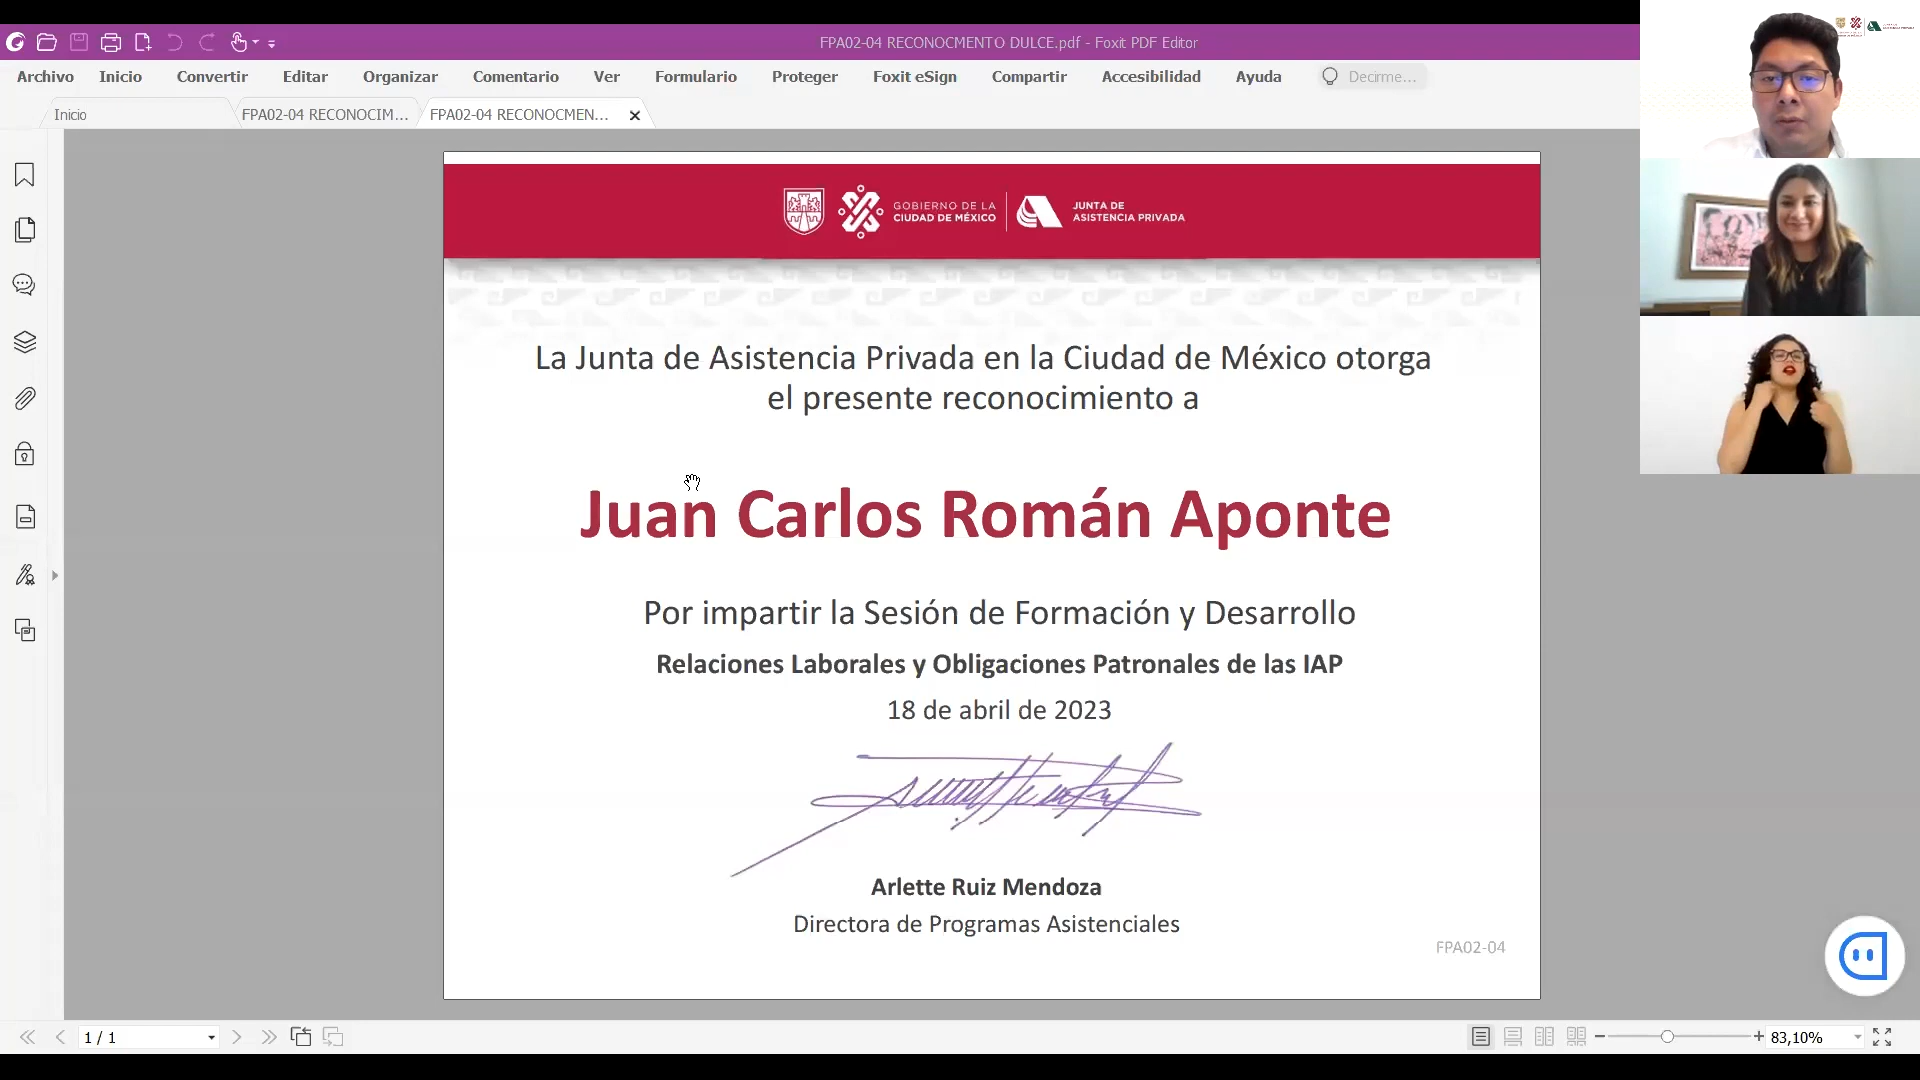 FPA02-04 RECONOCMENTO DULCE.pdf - Foxit PDF Editor
Archivo Inicio Convertir Editar Organizar Comentario Ver Formulario Proteger Foxit eSign Compartir Accesibilidad Ayuda Decirme...
Inicio FPA02-04 RECONOCIM... FPA02-04 RECONOCMEN...
GOBIERNO DE LA
CIUDAD DE MÉXICO
JUNTA DE
ASISTENCIA PRIVADA
La Junta de Asistencia Privada en la Ciudad de México otorga
el presente reconocimiento a
Juan Carlos Román Aponte
Por impartir la Sesión de Formación y Desarrollo
Relaciones Laborales y Obligaciones Patronales de las IAP
18 de abril de 2023
Arlette Ruiz Mendoza
Directora de Programas Asistenciales
FPA02-04
1 / 1
83,10%